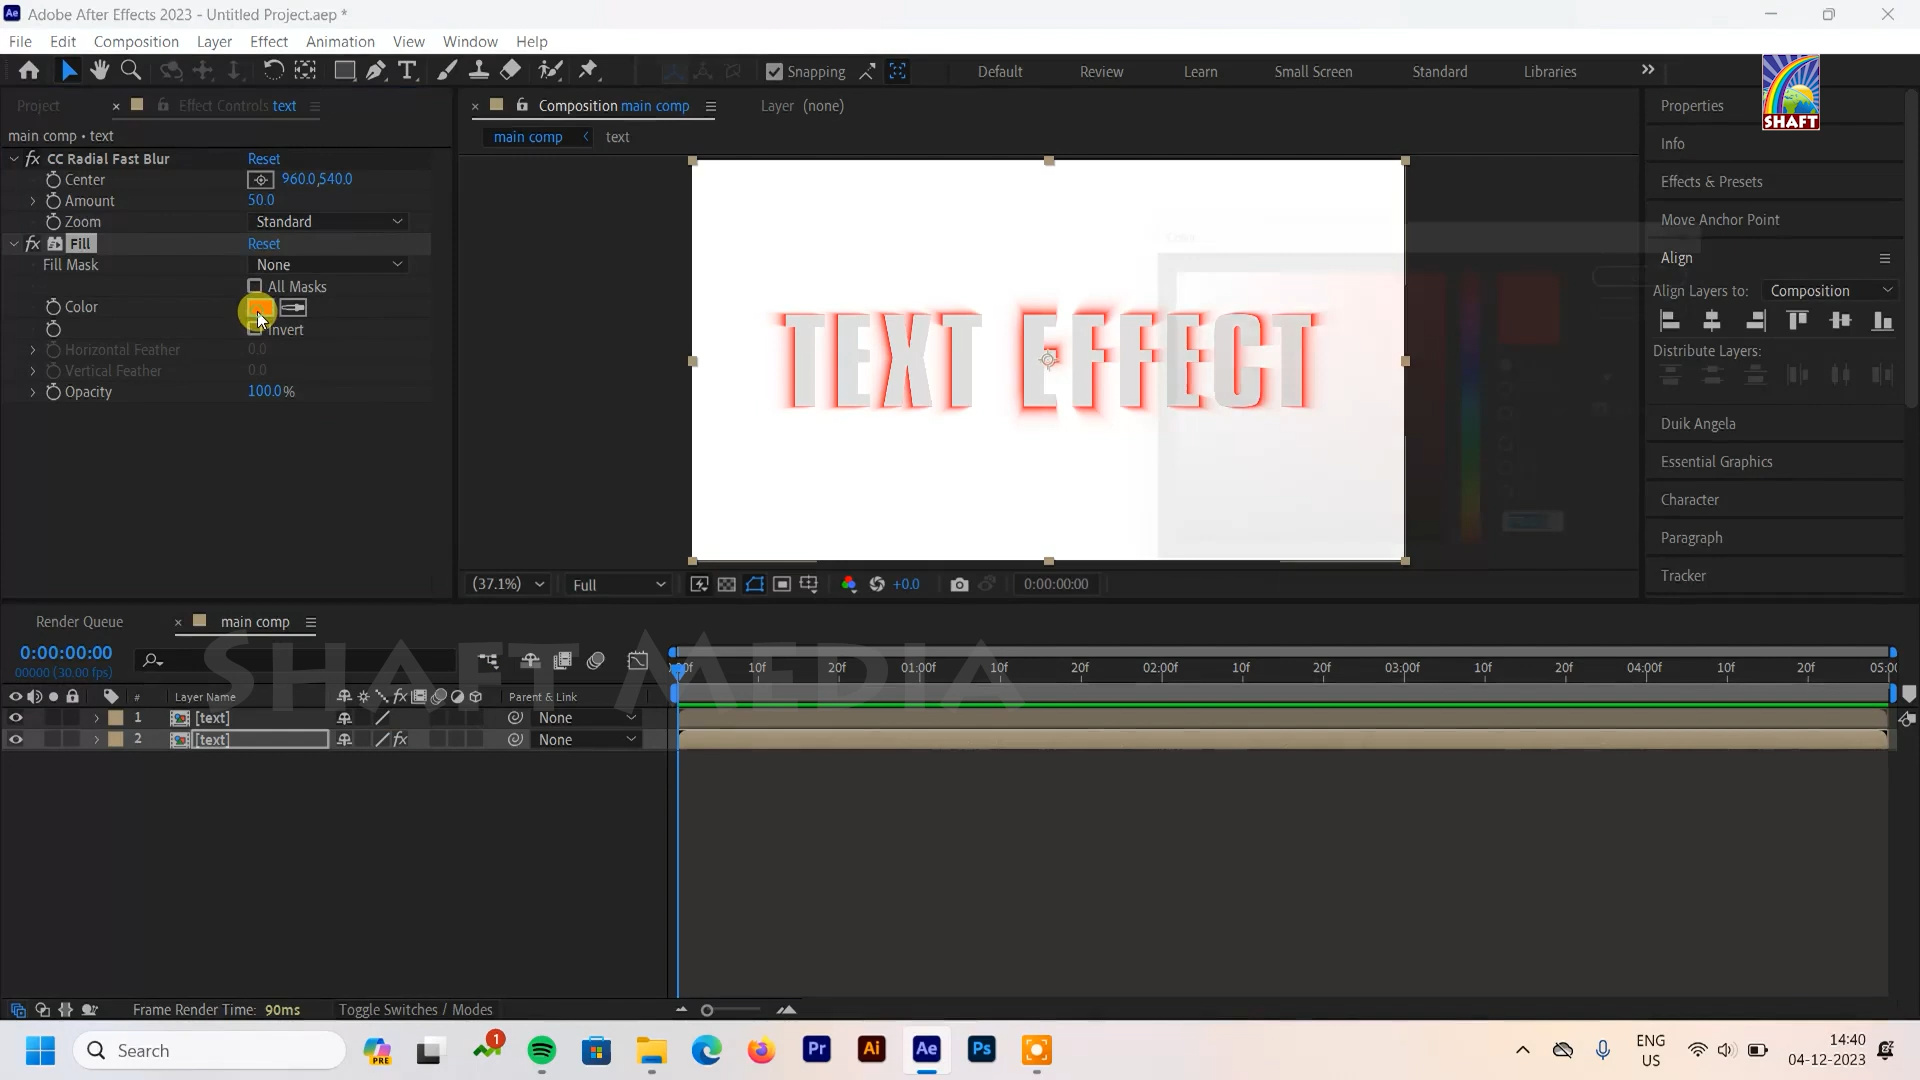 Adobe After Effects 2023 - Untitled Project.aep *
File Edit Composition Layer Effect Animation View Window Help
Snapping Default Review Learn Small Screen Standard Libraries
SHAFT
Project Effect Controls text
Composition main comp Layer (none)
Properties
main comp • text
main comp text
Info
CC Radial Fast Blur Reset
Center 960.0,540.0
Amount 50.0
Zoom Standard
Fill Reset
Fill Mask None
All Masks
Color
Invert
Horizontal Feather 0.0
Vertical Feather 0.0
Opacity 100.0%
TEXT EFFECT
Effects & Presets
Move Anchor Point
Align
Align Layers to: Composition
Distribute Layers:
Duik Angela
Essential Graphics
Character
Paragraph
Tracker
(37.1%) Full +0.0 0:00:00:00
Render Queue main comp
0:00:00:00
00000 (30.00 fps)
SHAFT MEDIA
10f 20f 01:00f 10f 20f 02:00f 10f 20f 03:00f 10f 20f 04:00f 10f 20f
# Layer Name Parent & Link
1 [text] None
2 [text] None
Frame Render Time: 90ms Toggle Switches / Modes
Search
PRE
1
Pr Ai Ae Ps
ENG
US
14:40
04-12-2023